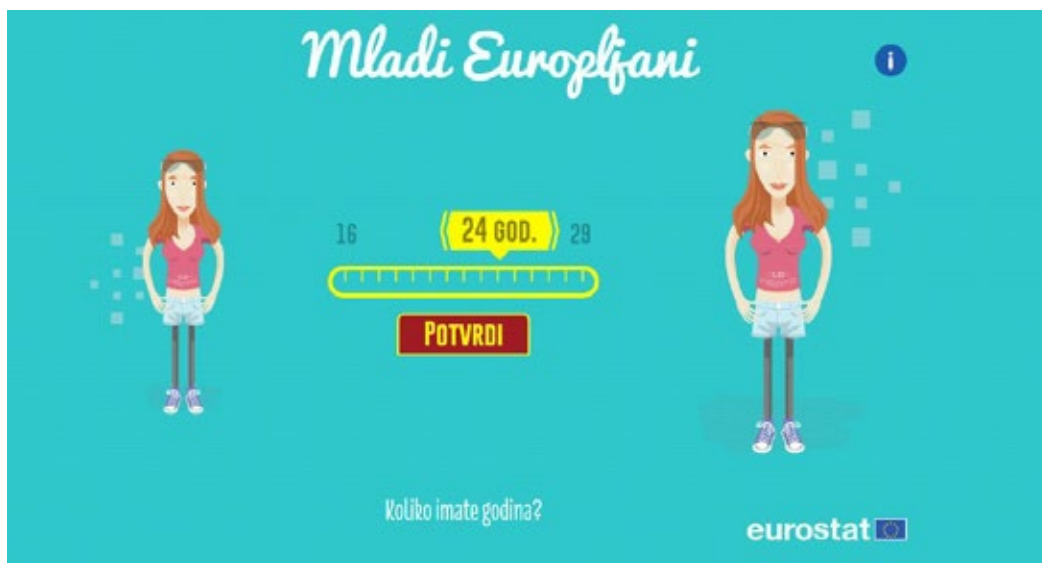 Mladi Europljani
i
16
24 GOD.
29
POTVRDI
Koliko imate godina?
eurostat